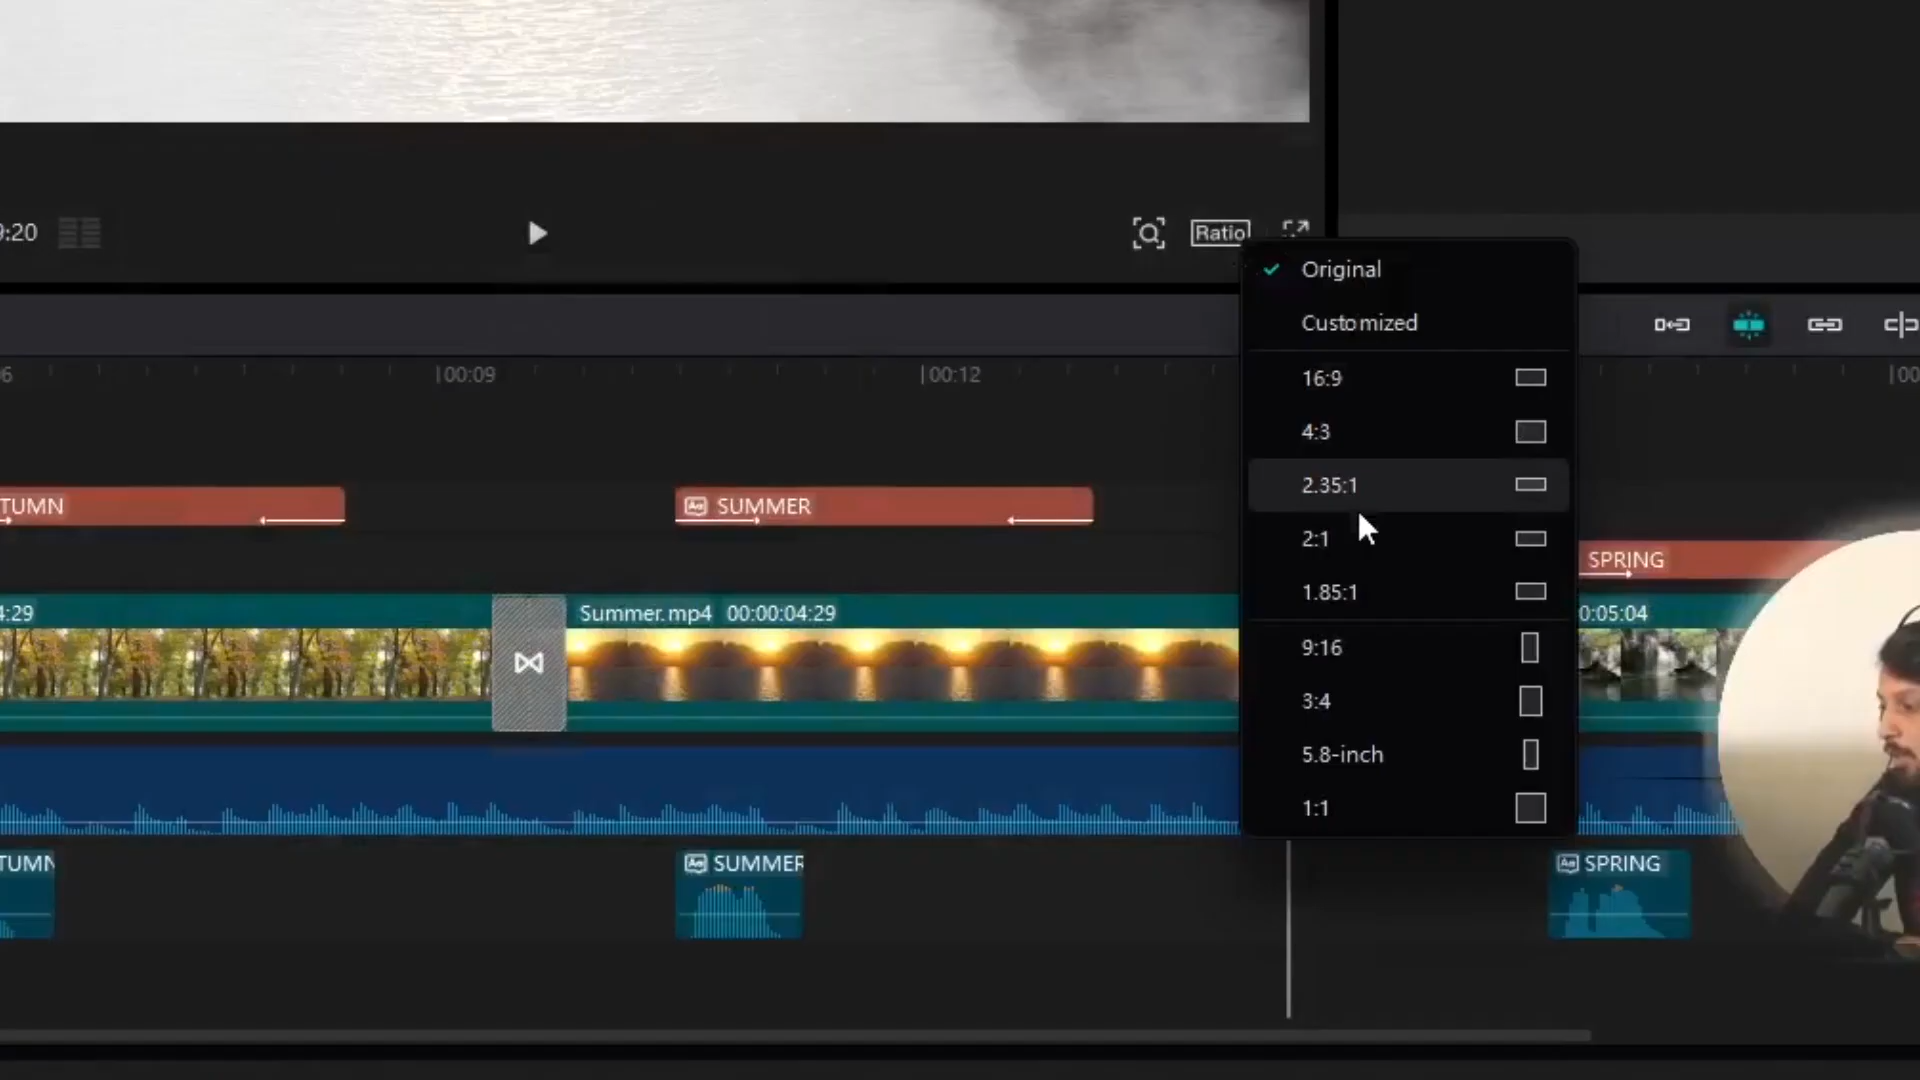 9:20
Ratio
Original
Customized
16:9
4:3
2.35:1
2:1
1.85:1
9:16
3:4
5.8-inch
1:1
6
00:09
00:12
00
TUMN
SUMMER
SPRING
4:29
Summer.mp4 00:00:04:29
0:05:04
TUMN
SUMMER
SPRING